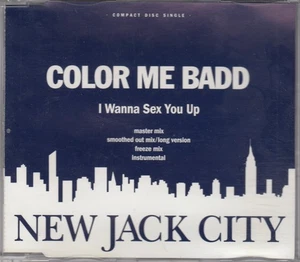 · COMPACT DISC SINGLE ·
COLOR ME BADD
I Wanna Sex You Up
master mix
smoothed out mix/long version
freeze mix
instrumental
NEW JACK CITY